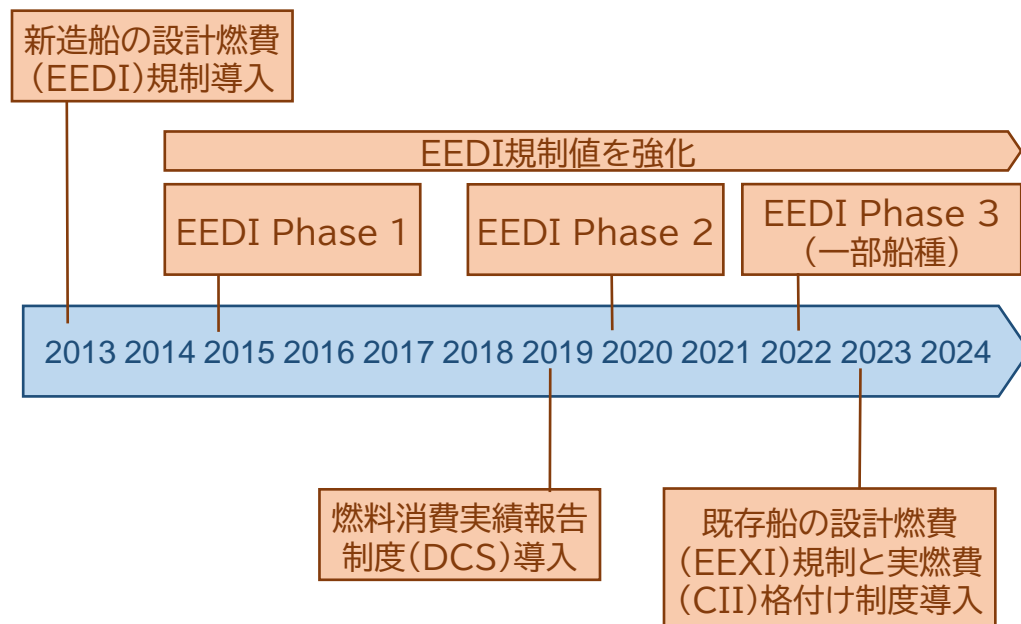 新造船の設計燃費
(EEDI)規制導入
EEDI規制値を強化
EEDI Phase 1
EEDI Phase 2
EEDI Phase 3
(一部船種)
2013 2014 2015 2016 2017 2018 2019 2020 2021 2022 2023 2024
燃料消費実績報告
制度(DCS)導入
既存船の設計燃費
(EEXI)規制と実燃費
(CII)格付け制度導入